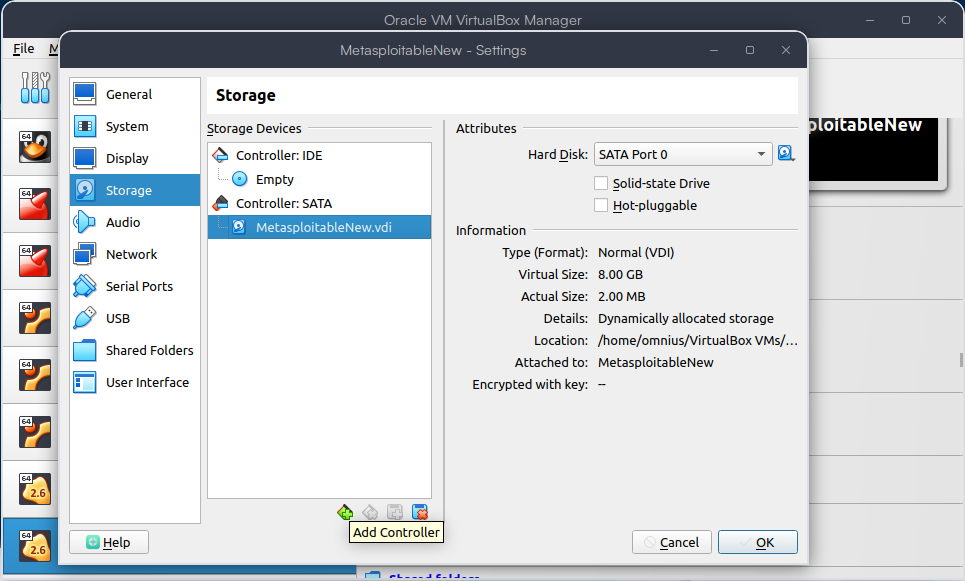 Oracle VM VirtualBox Manager
File M
MetasploitableNew - Settings
General
System
Display
Storage
Audio
Network
Serial Ports
USB
Shared Folders
User Interface
Storage
Storage Devices
Controller: IDE
Empty
Controller: SATA
MetasploitableNew.vdi
Add Controller
Attributes
Hard Disk: SATA Port 0
Solid-state Drive
Hot-pluggable
Information
Type (Format): Normal (VDI)
Virtual Size: 8.00 GB
Actual Size: 2.00 MB
Details: Dynamically allocated storage
Location: /home/omnius/VirtualBox VMs/...
Attached to: MetasploitableNew
Encrypted with key: --
Help
Cancel
OK
ploitableNew
64
64
64
64
64
64
64
2.6
64
2.6
Shared folders